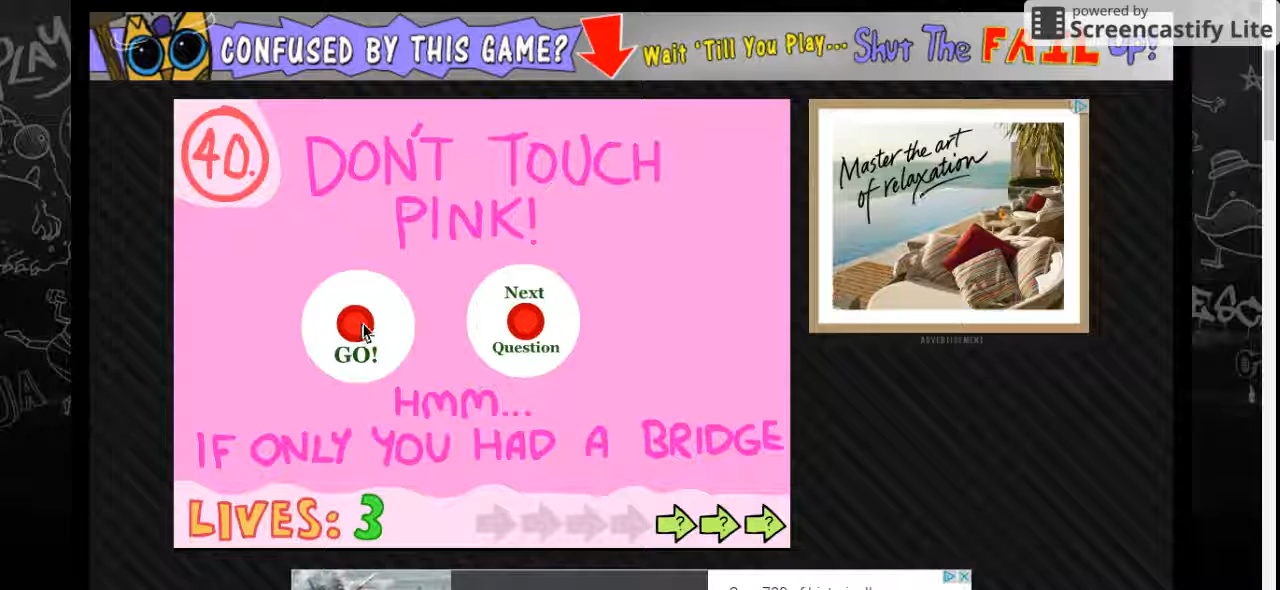 powered by
Screencastify Lite
CONFUSED BY THIS GAME?
Wait 'Till You Play...
Shut The FAIL Up!
40.
DON'T TOUCH
PINK!
GO!
Next
Question
HMM...
IF ONLY YOU HAD A BRIDGE
LIVES: 3
? ? ?
Master the art
of relaxation
ADVERTISEMENT
PLAY